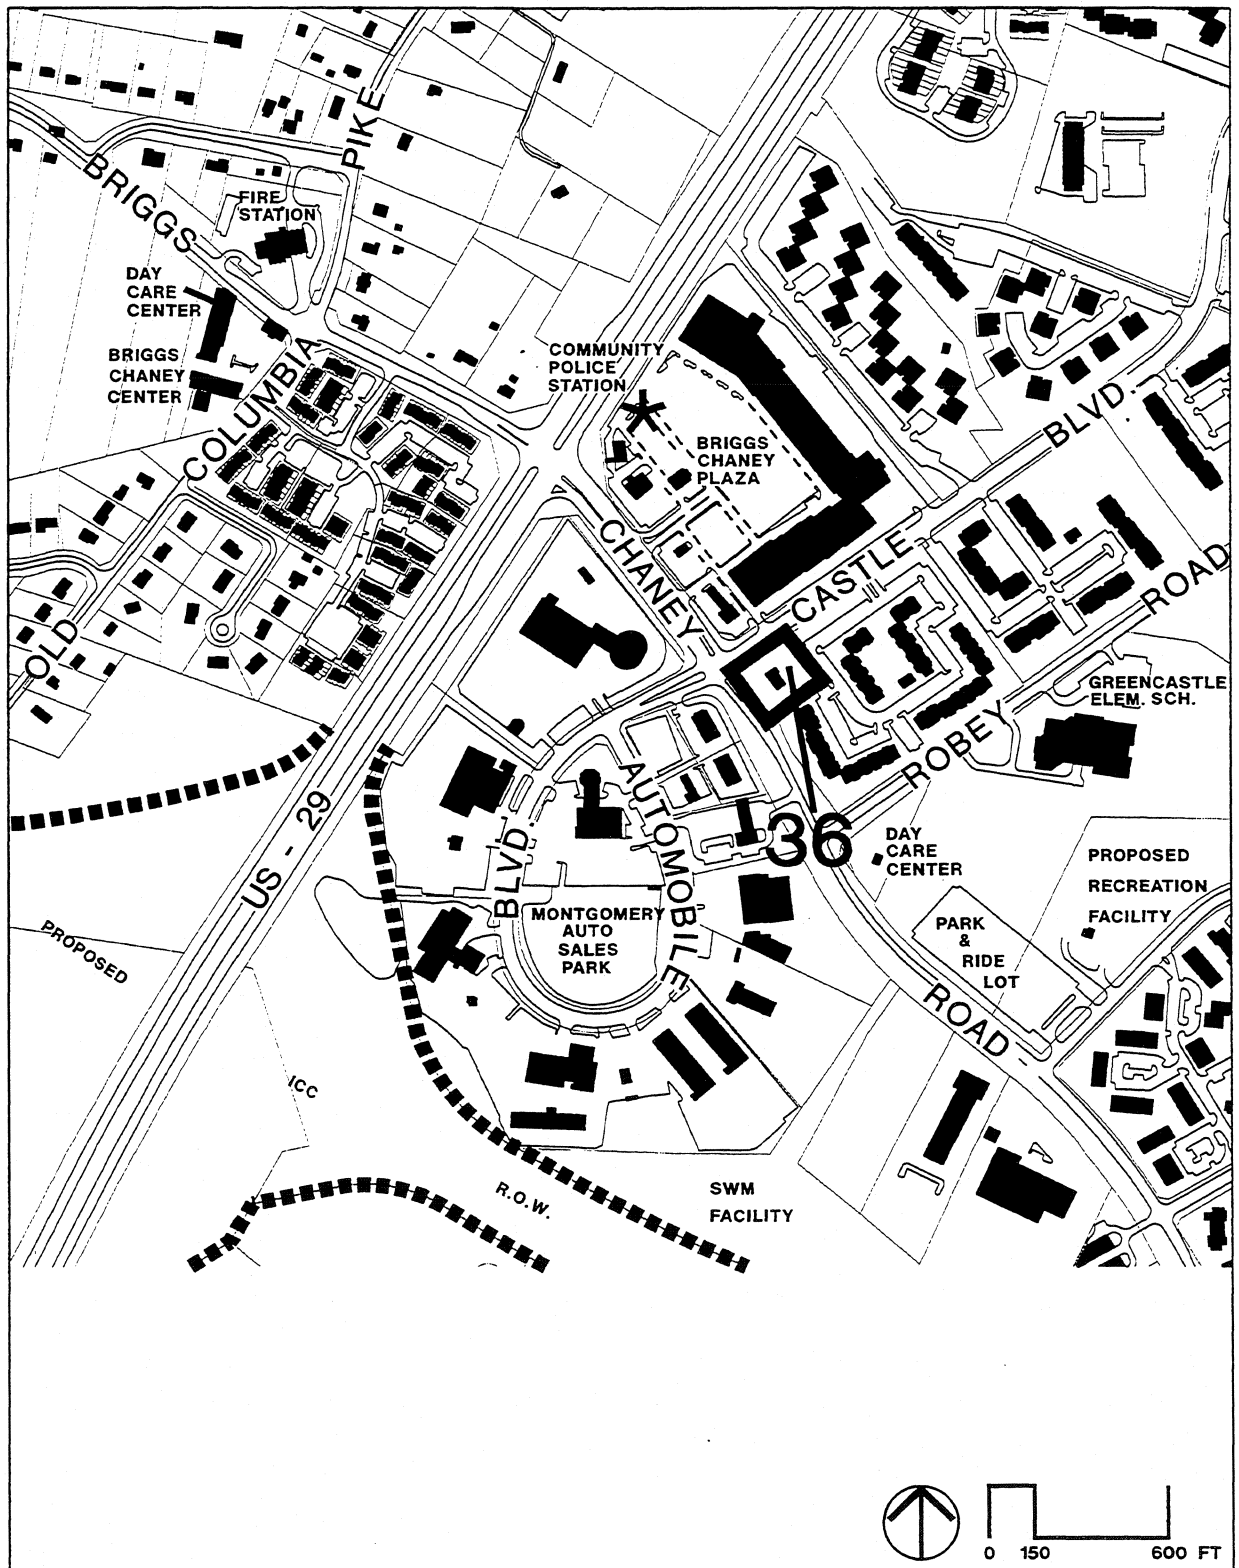 PIKE
BRIGGS
FIRE
STATION
DAY
CARE
CENTER
BRIGGS
CHANEY
CENTER
COLUMBIA
OLD
COMMUNITY
POLICE
STATION
BRIGGS
CHANEY
PLAZA
BLVD.
CHANEY
CASTLE
ROAD
GREENCASTLE
ELEM. SCH.
ROBEY
US - 29
AUTOMOBILE
BLVD.
36
DAY
CARE
CENTER
PROPOSED
RECREATION
FACILITY
MONTGOMERY
AUTO
SALES
PARK
PARK
&
RIDE
LOT
PROPOSED
ROAD
ICC
R.O.W.
SWM
FACILITY
0 150 600 FT